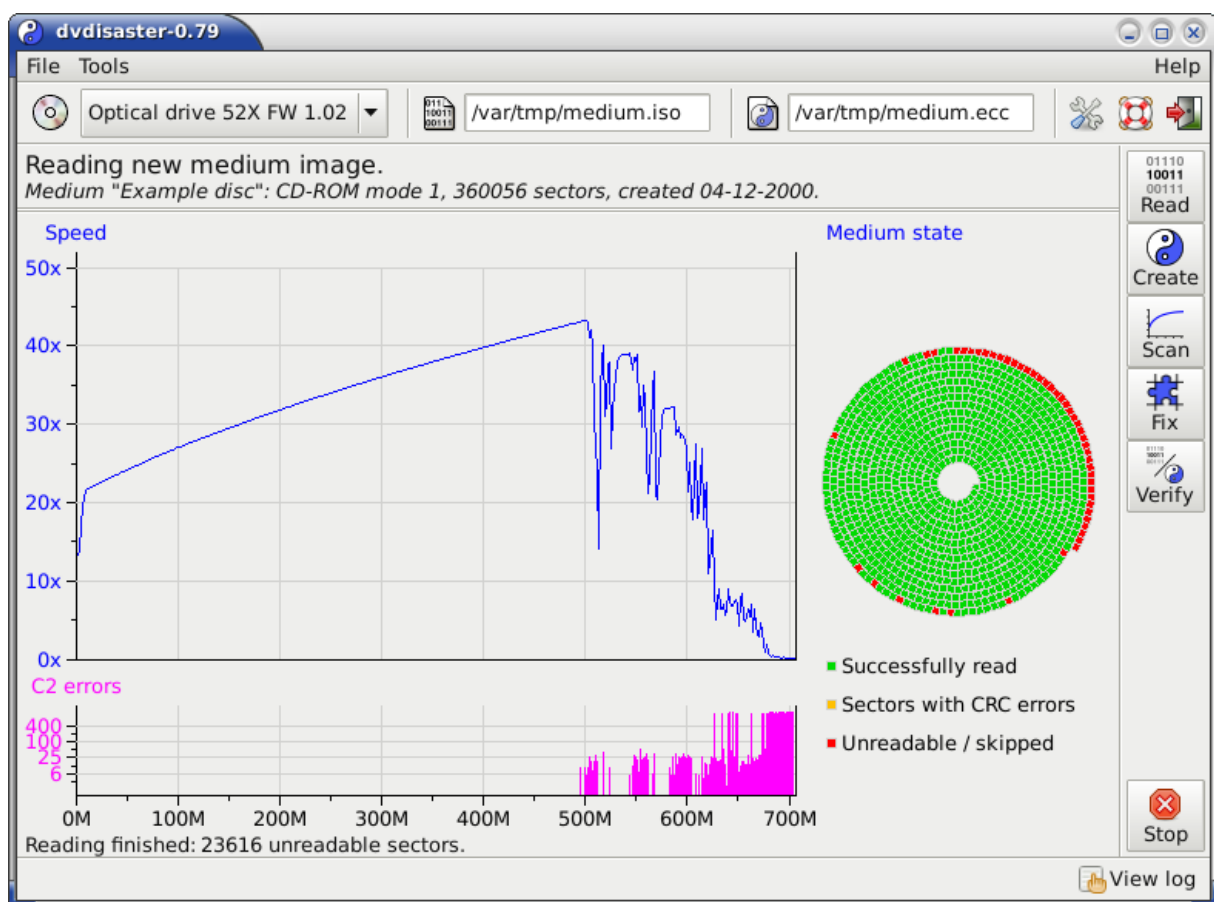 dvdisaster-0.79
File Tools Help
Optical drive 52X FW 1.02 /var/tmp/medium.iso /var/tmp/medium.ecc
Reading new medium image.
Medium "Example disc": CD-ROM mode 1, 360056 sectors, created 04-12-2000.
01110
10011
00111
Read
Create
Scan
Fix
Verify
Speed
50x
40x
30x
20x
10x
0x
C2 errors
400
100
25
6
0M 100M 200M 300M 400M 500M 600M 700M
Medium state
Successfully read
Sectors with CRC errors
Unreadable / skipped
Stop
Reading finished: 23616 unreadable sectors.
View log